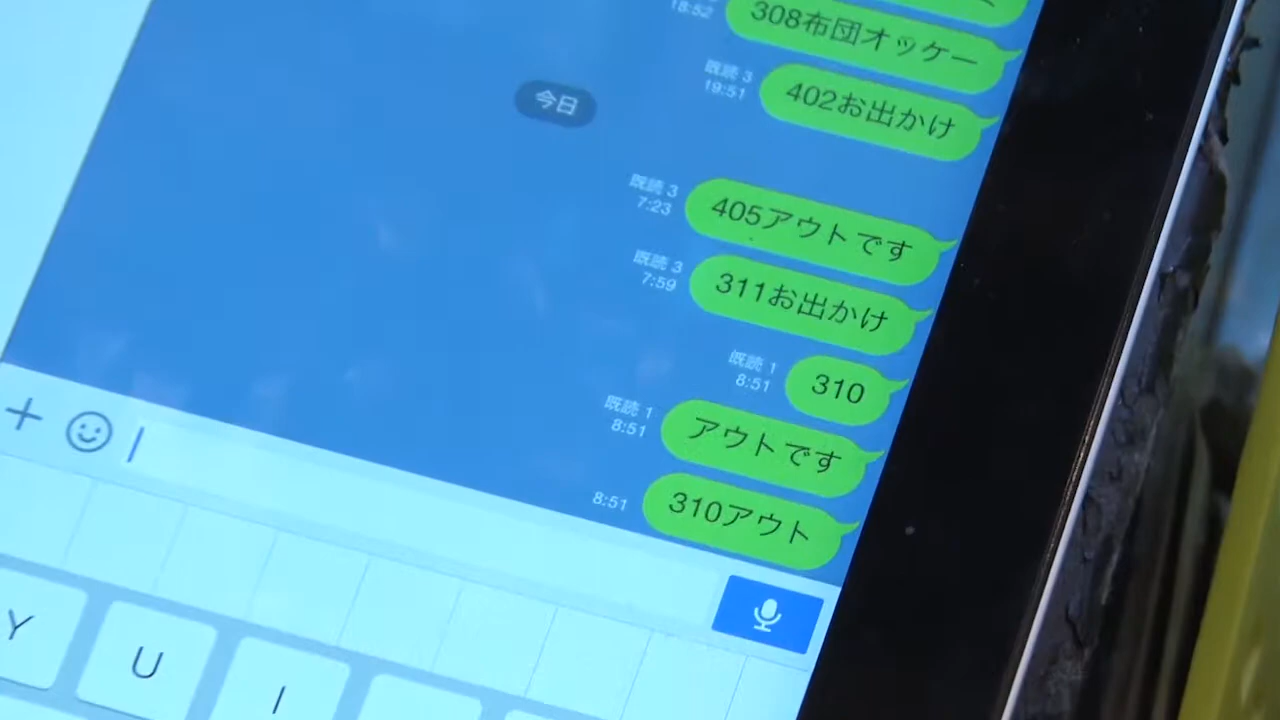 18:52
308布団オッケー
既読 3
19:51
402お出かけ
今日
既読 3
7:23
405アウトです
既読 3
7:59
311お出かけ
既読 1
8:51
310
既読 1
8:51
アウトです
8:51
310アウト
Y
U
I